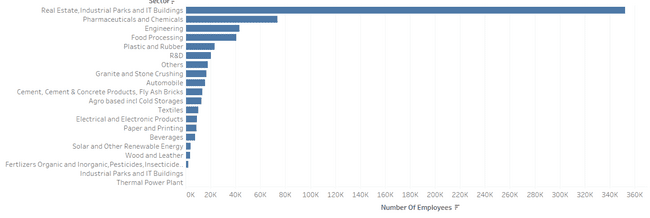 Sector
Real Estate,Industrial Parks and IT Buildings
Pharmaceuticals and Chemicals
Engineering
Food Processing
Plastic and Rubber
R&D
Others
Granite and Stone Crushing
Automobile
Cement, Cement & Concrete Products, Fly Ash Bricks
Agro based incl Cold Storages
Textiles
Electrical and Electronic Products
Paper and Printing
Beverages
Solar and Other Renewable Energy
Wood and Leather
Fertlizers Organic and Inorganic,Pesticides,Insecticide..
Industrial Parks and IT Buildings
Thermal Power Plant
0K 20K 40K 60K 80K 100K 120K 140K 160K 180K 200K 220K 240K 260K 280K 300K 320K 340K 360K
Number Of Employees